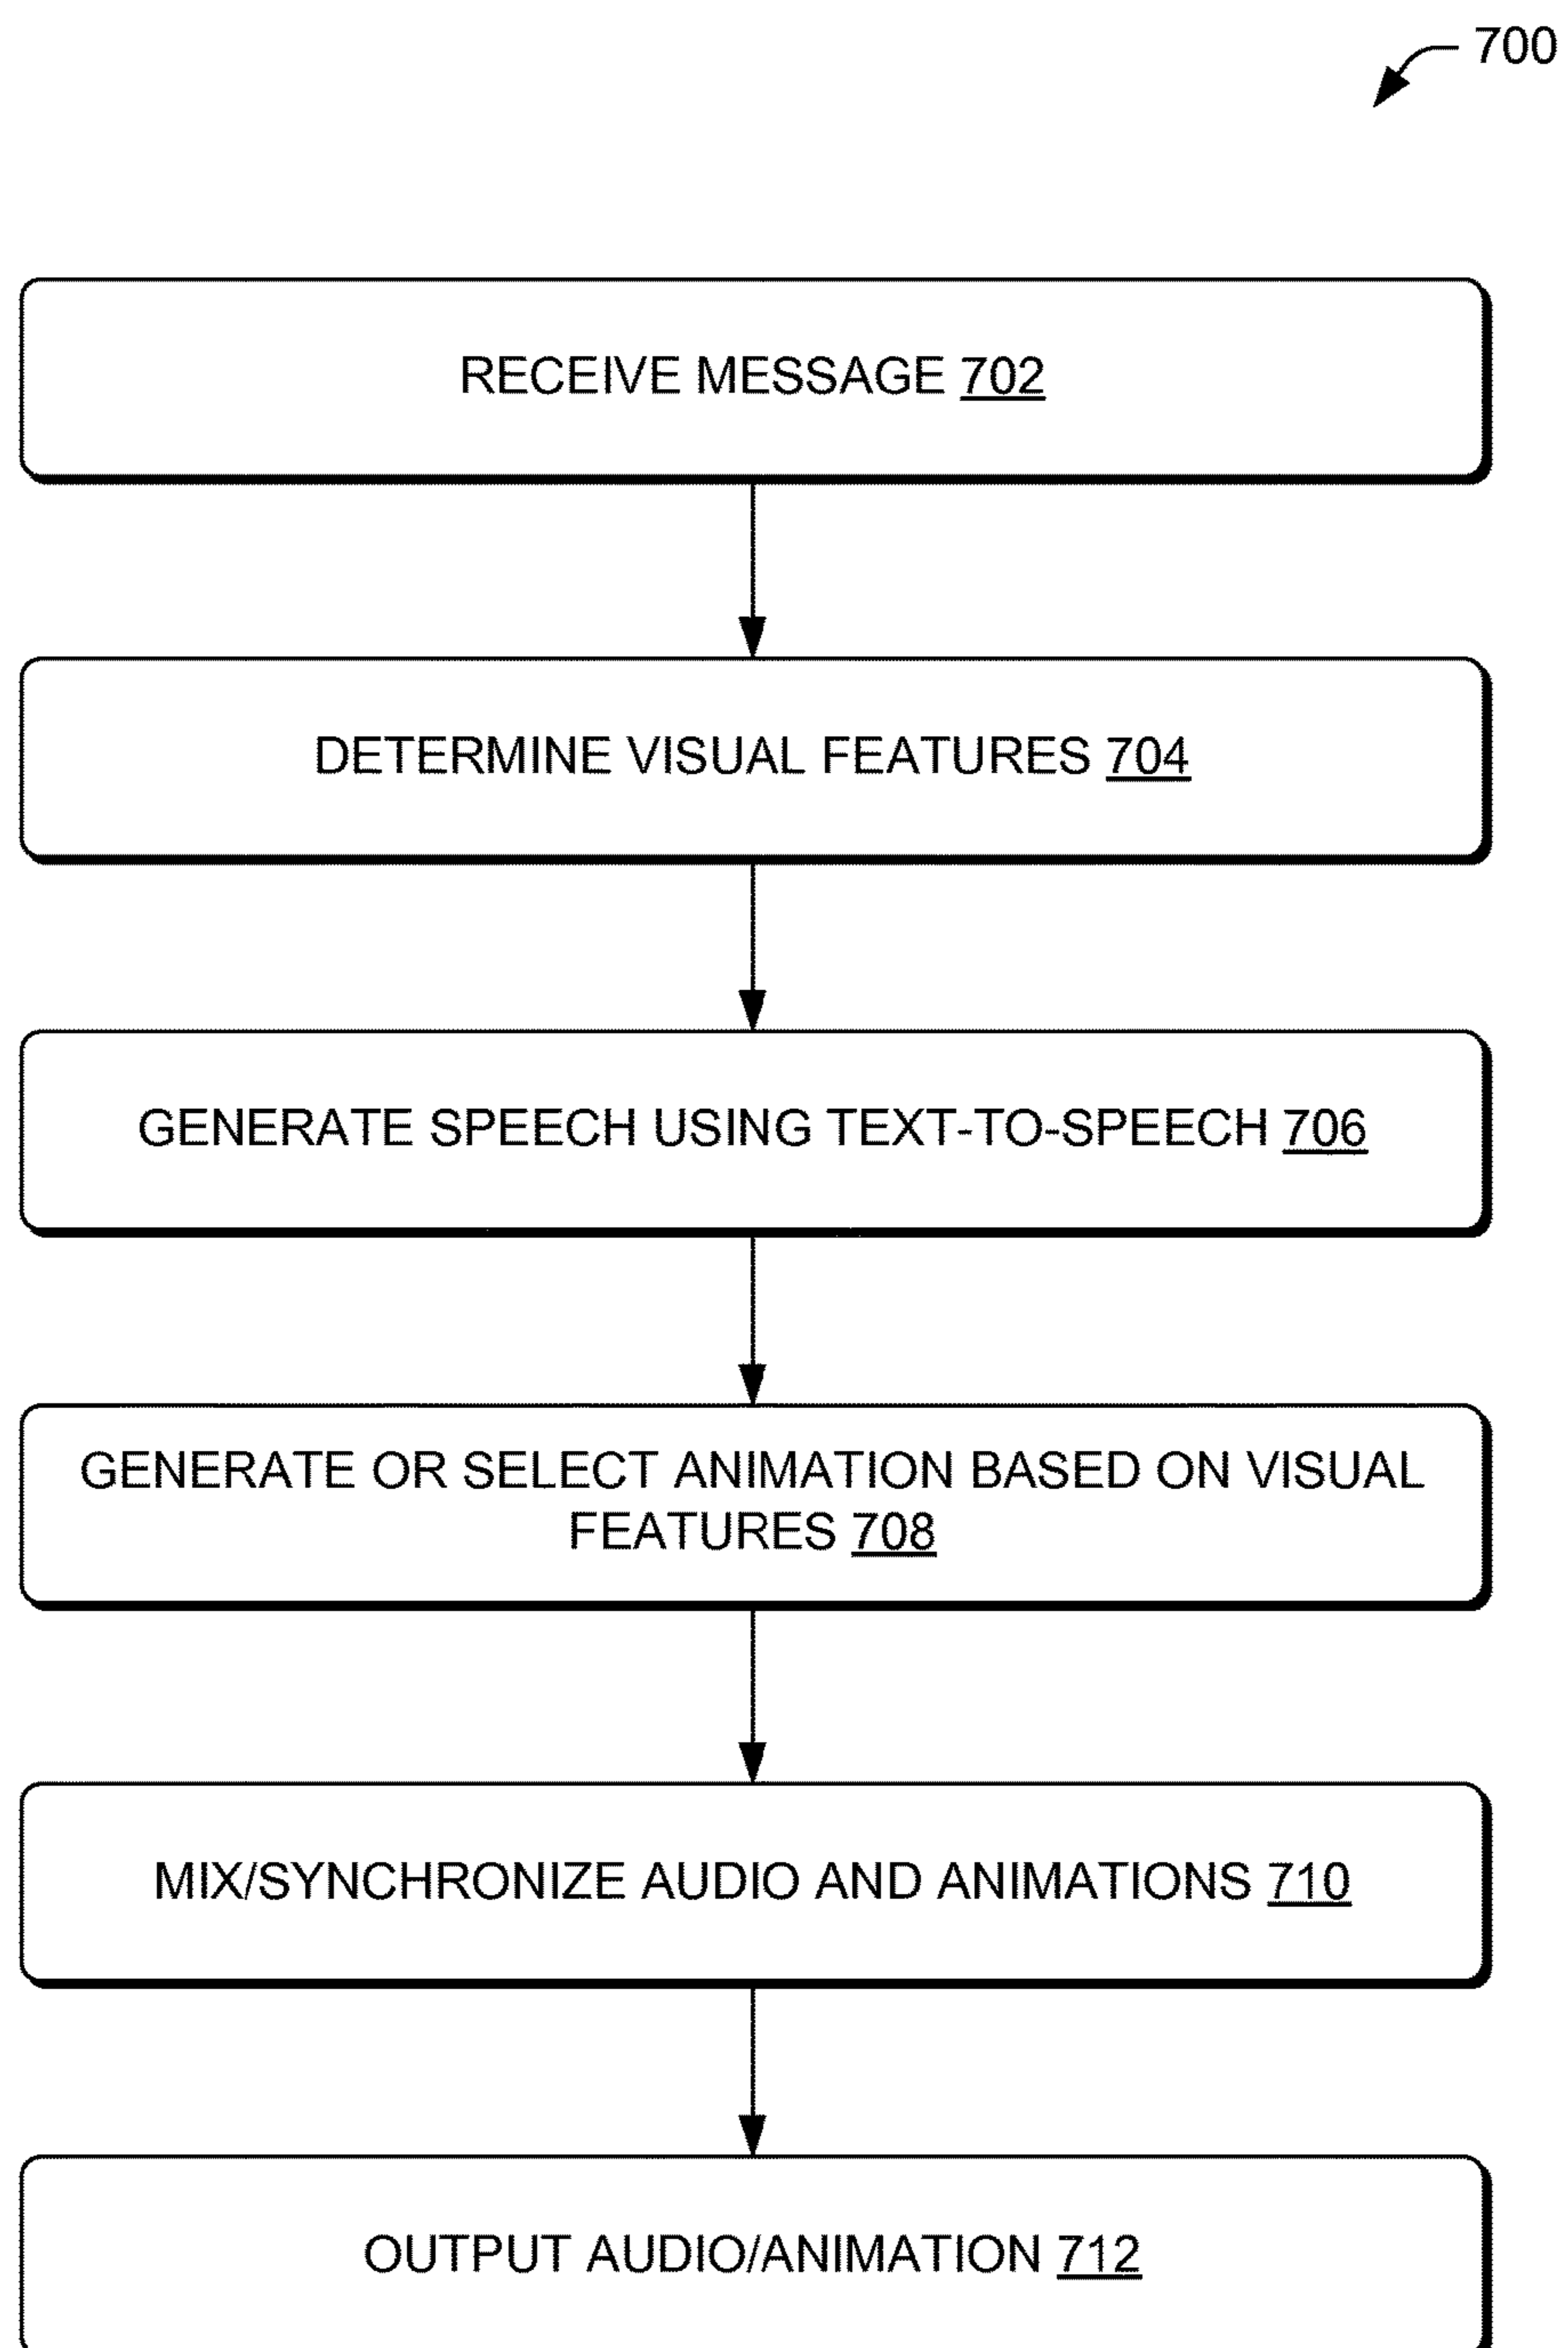 700
RECEIVE MESSAGE 702
DETERMINE VISUAL FEATURES 704
GENERATE SPEECH USING TEXT-TO-SPEECH 706
GENERATE OR SELECT ANIMATION BASED ON VISUAL
FEATURES 708
MIX/SYNCHRONIZE AUDIO AND ANIMATIONS 710
OUTPUT AUDIO/ANIMATION 712